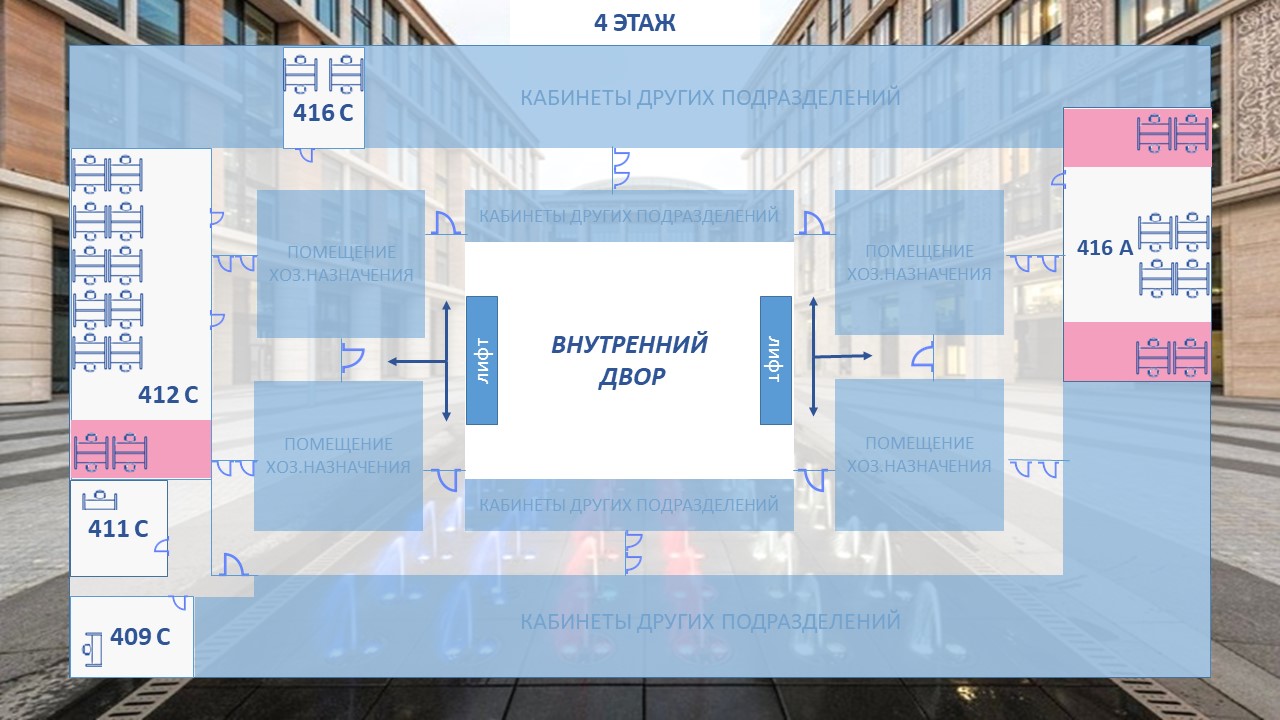 4 ЭТАЖ
416 С
КАБИНЕТЫ ДРУГИХ ПОДРАЗДЕЛЕНИЙ
КАБИНЕТЫ ДРУГИХ ПОДРАЗДЕЛЕНИЙ
ПОМЕЩЕНИЕ
ХОЗ.НАЗНАЧЕНИЯ
ПОМЕЩЕНИЕ
ХОЗ.НАЗНАЧЕНИЯ
416 А
ВНУТРЕННИЙ
ДВОР
лифт
лифт
412 С
ПОМЕЩЕНИЕ
ХОЗ.НАЗНАЧЕНИЯ
ПОМЕЩЕНИЕ
ХОЗ.НАЗНАЧЕНИЯ
КАБИНЕТЫ ДРУГИХ ПОДРАЗДЕЛЕНИЙ
411 С
409 С
КАБИНЕТЫ ДРУГИХ ПОДРАЗДЕЛЕНИЙ